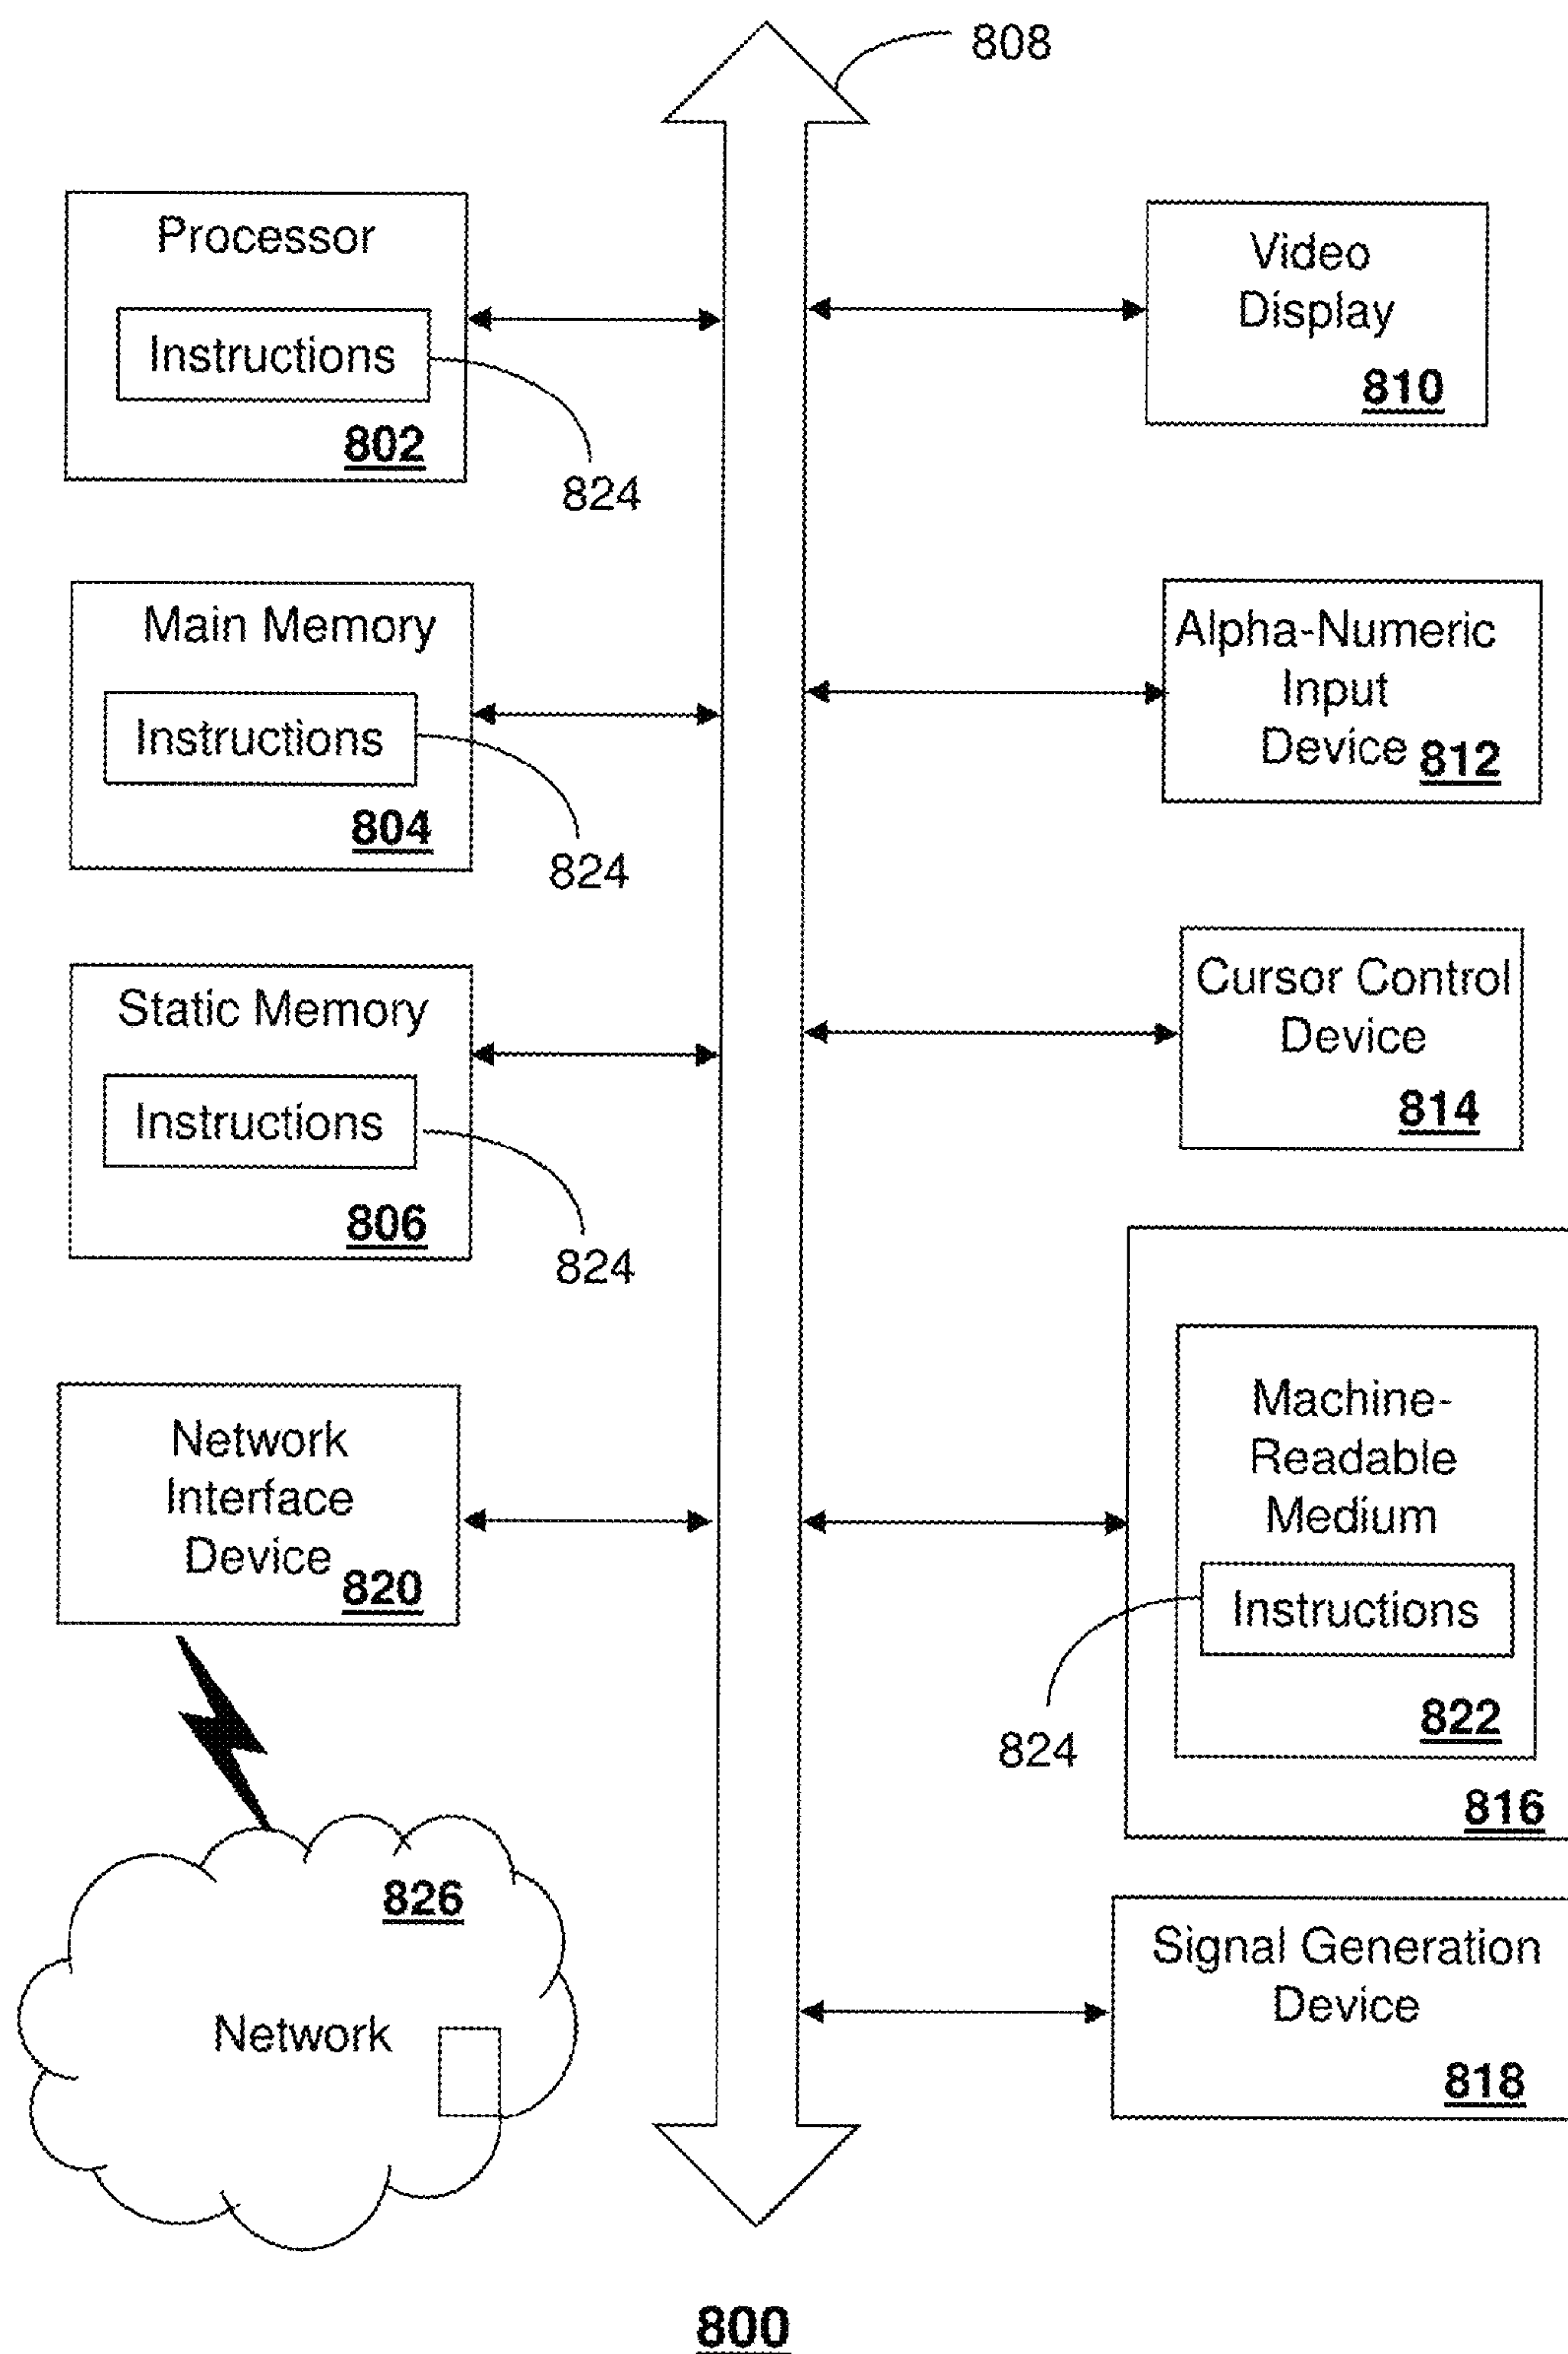 808
Processor
Instructions
802
824
Main Memory
Instructions
804
824
Static Memory
Instructions
806
824
Network
Interface
Device
820
826
Network
Video
Display
810
Alpha-Numeric
Input
Device
812
Cursor Control
Device
814
Machine-
Readable
Medium
Instructions
822
824
816
Signal Generation
Device
818
800